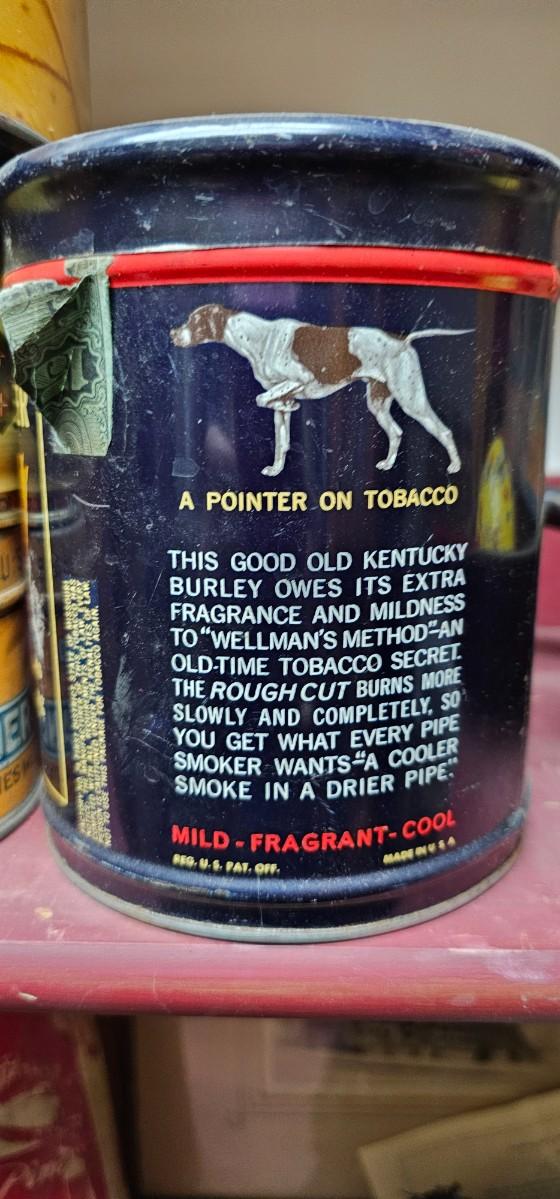 A POINTER ON TOBACCO
THIS GOOD OLD KENTUCKY
BURLEY OWES ITS EXTRA
FRAGRANCE AND MILDNESS
TO "WELLMAN'S METHOD"-AN
OLD-TIME TOBACCO SECRET.
THE ROUGH CUT BURNS MORE
SLOWLY AND COMPLETELY, SO
YOU GET WHAT EVERY PIPE
SMOKER WANTS-"A COOLER
SMOKE IN A DRIER PIPE".
MILD - FRAGRANT - COOL
REG. U.S. PAT. OFF. MADE IN U S A